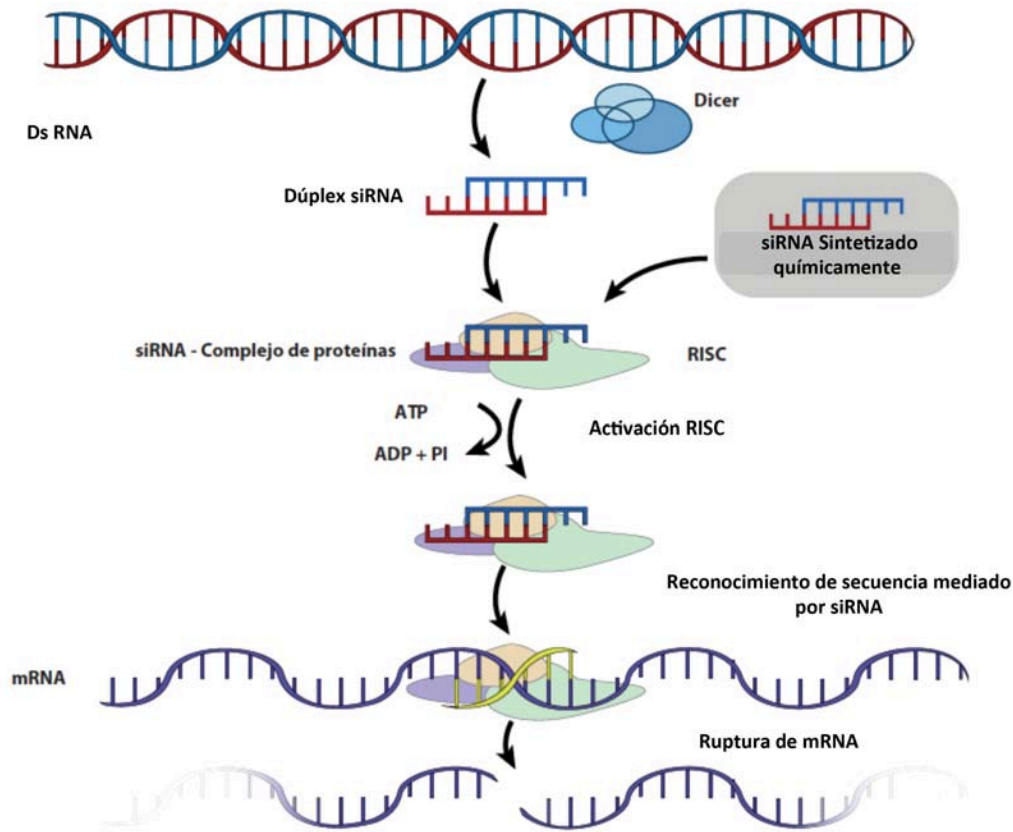 Dicer
Ds RNA
Dúplex siRNA
siRNA Sintetizado
químicamente
siRNA - Complejo de proteínas
RISC
ATP
ADP + PI
Activación RISC
Reconocimiento de secuencia mediado
por siRNA
mRNA
Ruptura de mRNA